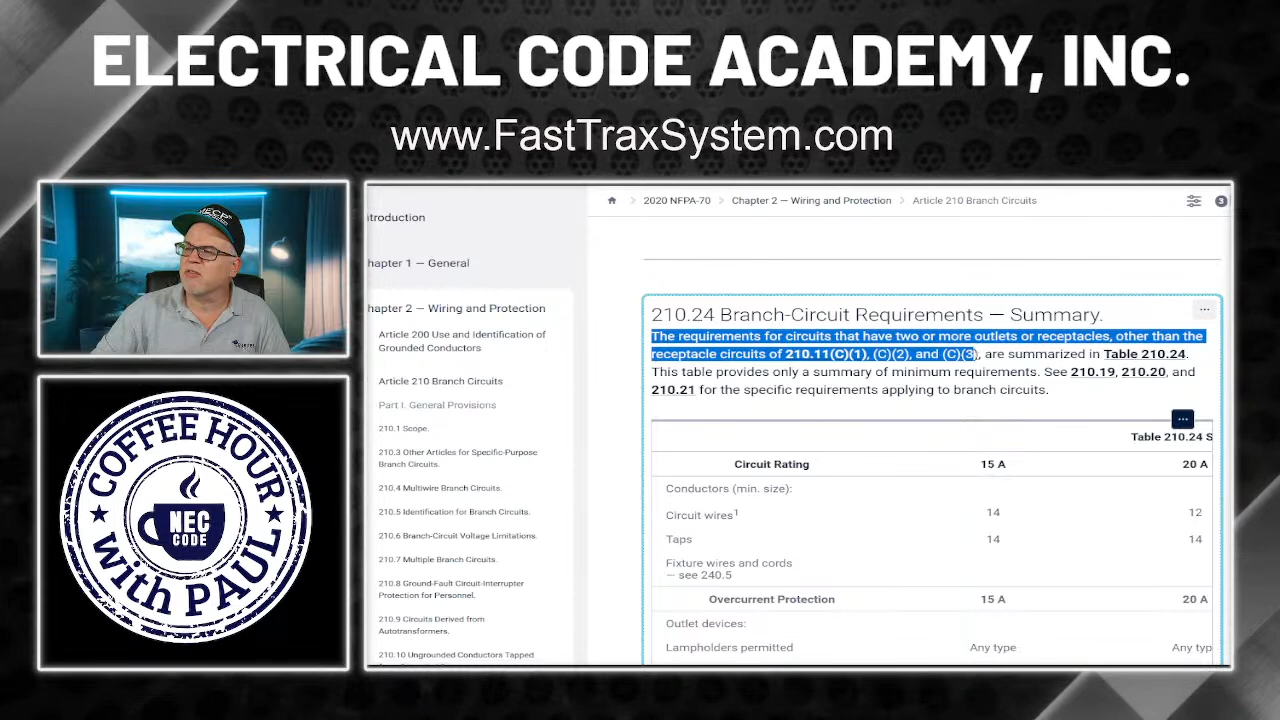 ELECTRICAL CODE ACADEMY, INC.
www.FastTraxSystem.com
NECP
COFFEE HOUR
NEC
CODE
with PAUL
ntroduction
hapter 1 — General
hapter 2 — Wiring and Protection
Article 200 Use and Identification of
Grounded Conductors
Article 210 Branch Circuits
Part I. General Provisions
210.1 Scope.
210.3 Other Articles for Specific-Purpose
Branch Circuits.
210.4 Multiwire Branch Circuits.
210.5 Identification for Branch Circuits.
210.6 Branch-Circuit Voltage Limitations.
210.7 Multiple Branch Circuits.
210.8 Ground-Fault Circuit-Interrupter
Protection for Personnel.
210.9 Circuits Derived from
Autotransformers.
210.10 Ungrounded Conductors Tapped
2020 NFPA-70 > Chapter 2 — Wiring and Protection > Article 210 Branch Circuits
3
210.24 Branch-Circuit Requirements — Summary.
The requirements for circuits that have two or more outlets or receptacles, other than the
receptacle circuits of 210.11(C)(1), (C)(2), and (C)(3), are summarized in Table 210.24.
This table provides only a summary of minimum requirements. See 210.19, 210.20, and
210.21 for the specific requirements applying to branch circuits.
Table 210.24 S
Circuit Rating 15 A 20 A
Conductors (min. size):
Circuit wires1 14 12
Taps 14 14
Fixture wires and cords
— see 240.5
Overcurrent Protection 15 A 20 A
Outlet devices:
Lampholders permitted Any type Any typ